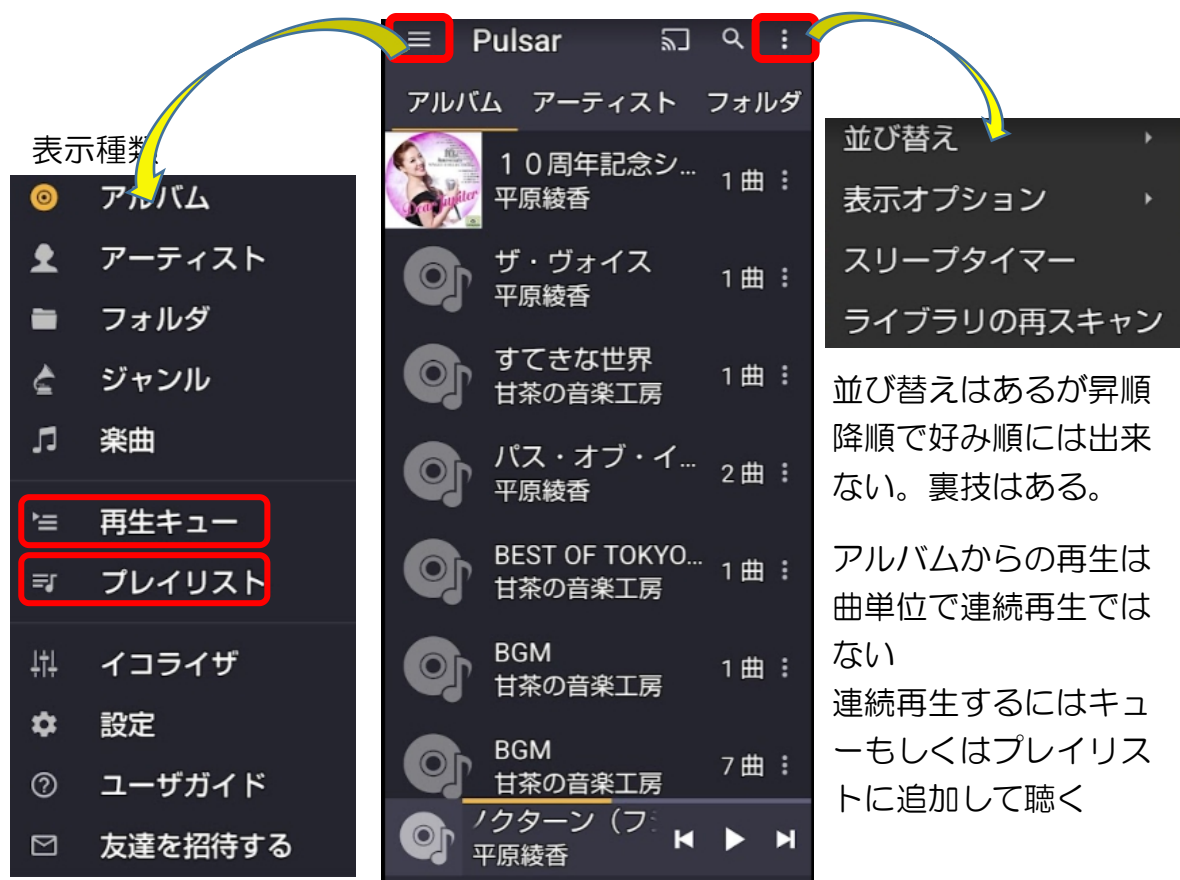 表示種類
アルバム
アーティスト
フォルダ
ジャンル
楽曲
再生キュー
プレイリスト
イコライザ
設定
ユーザガイド
友達を招待する
Pulsar
アルバム アーティスト フォルダ
１０周年記念シ...
平原綾香
1 曲
ザ・ヴォイス
平原綾香
1 曲
すてきな世界
甘茶の音楽工房
1 曲
パス・オブ・イ...
平原綾香
2 曲
BEST OF TOKYO...
甘茶の音楽工房
1 曲
BGM
甘茶の音楽工房
1 曲
BGM
甘茶の音楽工房
7 曲
ノクターン（フ
平原綾香
並び替え
表示オプション
スリープタイマー
ライブラリの再スキャン
並び替えはあるが昇順
降順で好み順には出来
ない。裏技はある。
アルバムからの再生は
曲単位で連続再生では
ない
連続再生するにはキュ
ーもしくはプレイリス
トに追加して聴く